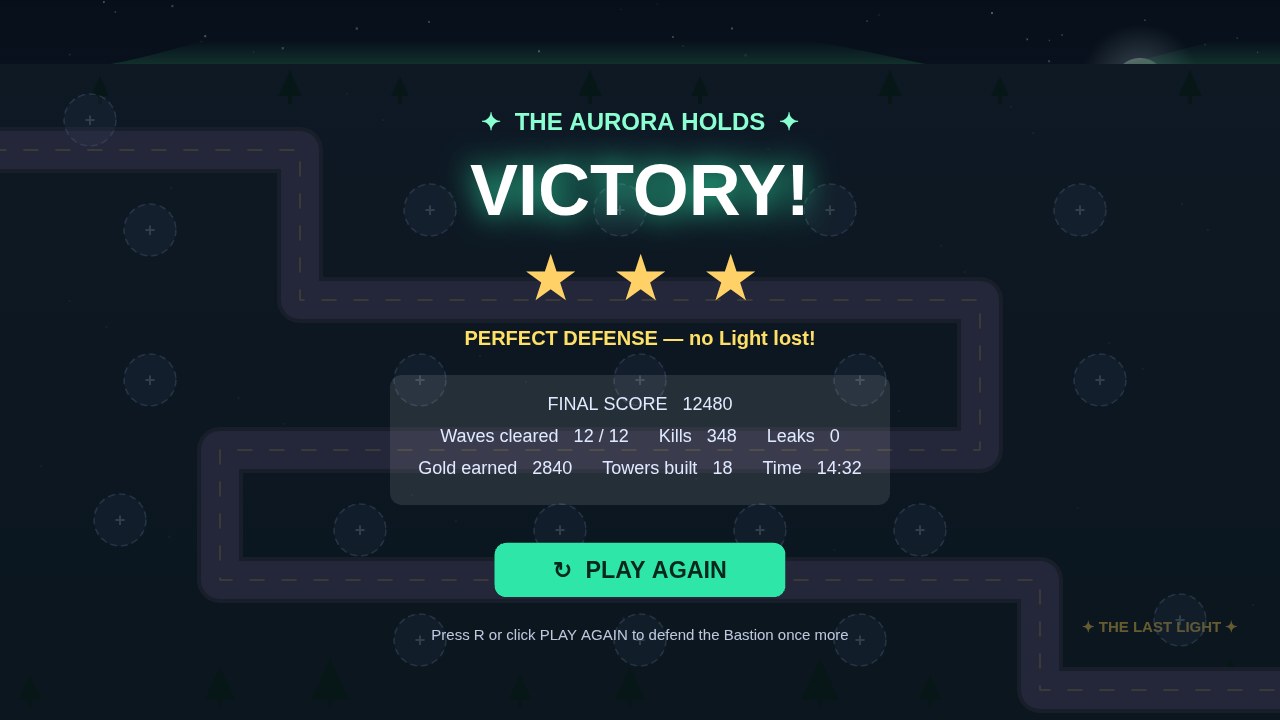 ✦ THE AURORA HOLDS ✦
VICTORY!
★ ★ ★
PERFECT DEFENSE — no Light lost!
FINAL SCORE 12480
Waves cleared 12 / 12 Kills 348 Leaks 0
Gold earned 2840 Towers built 18 Time 14:32
↻ PLAY AGAIN
Press R or click PLAY AGAIN to defend the Bastion once more
✦ THE LAST LIGHT ✦